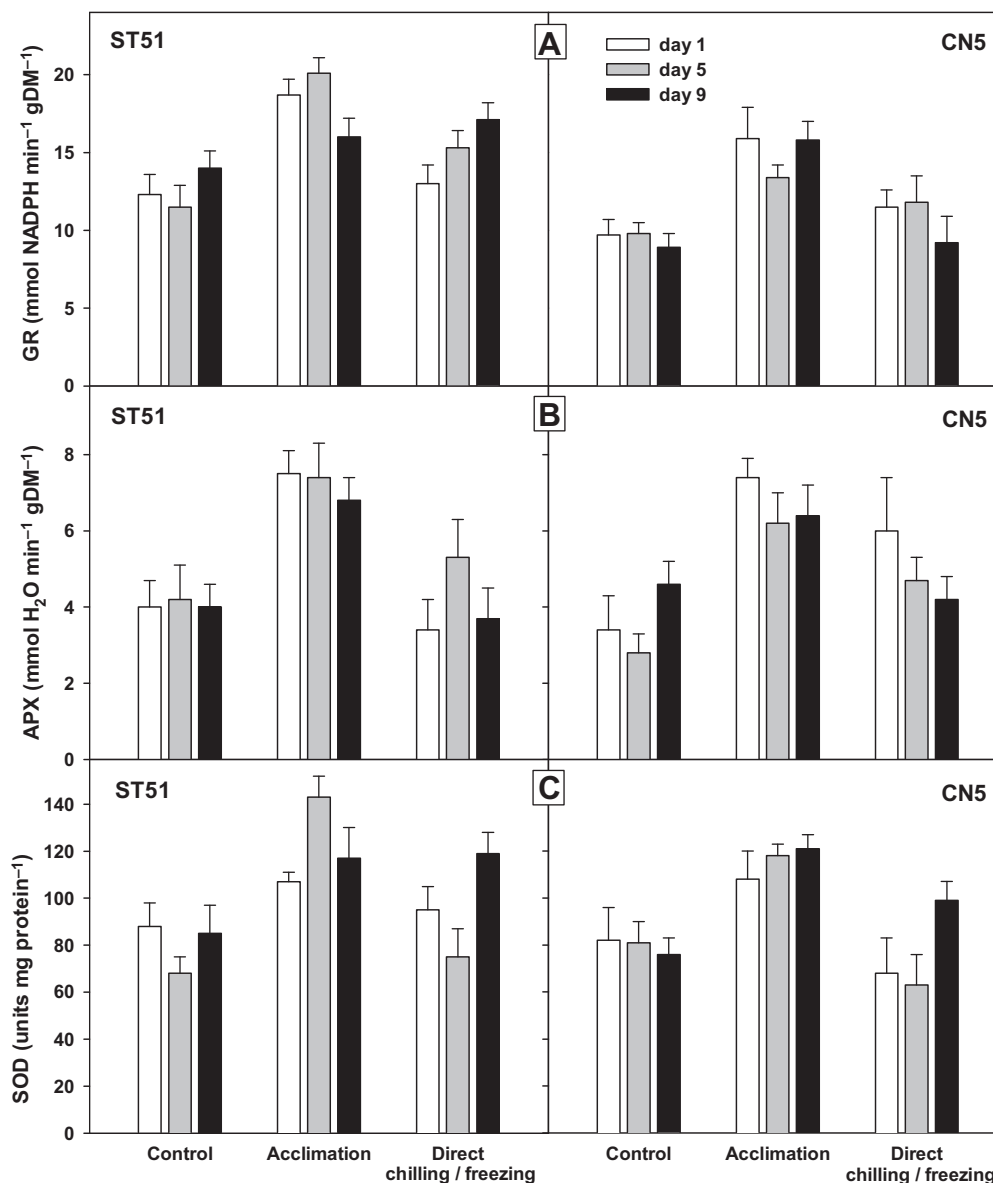 ST51
A
CN5
day 1
day 5
day 9
GR (mmol NADPH min⁻¹ gDM⁻¹)
20
15
10
5
0
ST51
B
CN5
APX (mmol H₂O min⁻¹ gDM⁻¹)
8
6
4
2
0
ST51
C
CN5
SOD (units mg protein⁻¹)
140
120
100
80
60
40
20
0
Control Acclimation Direct
chilling / freezing
Control Acclimation Direct
chilling / freezing